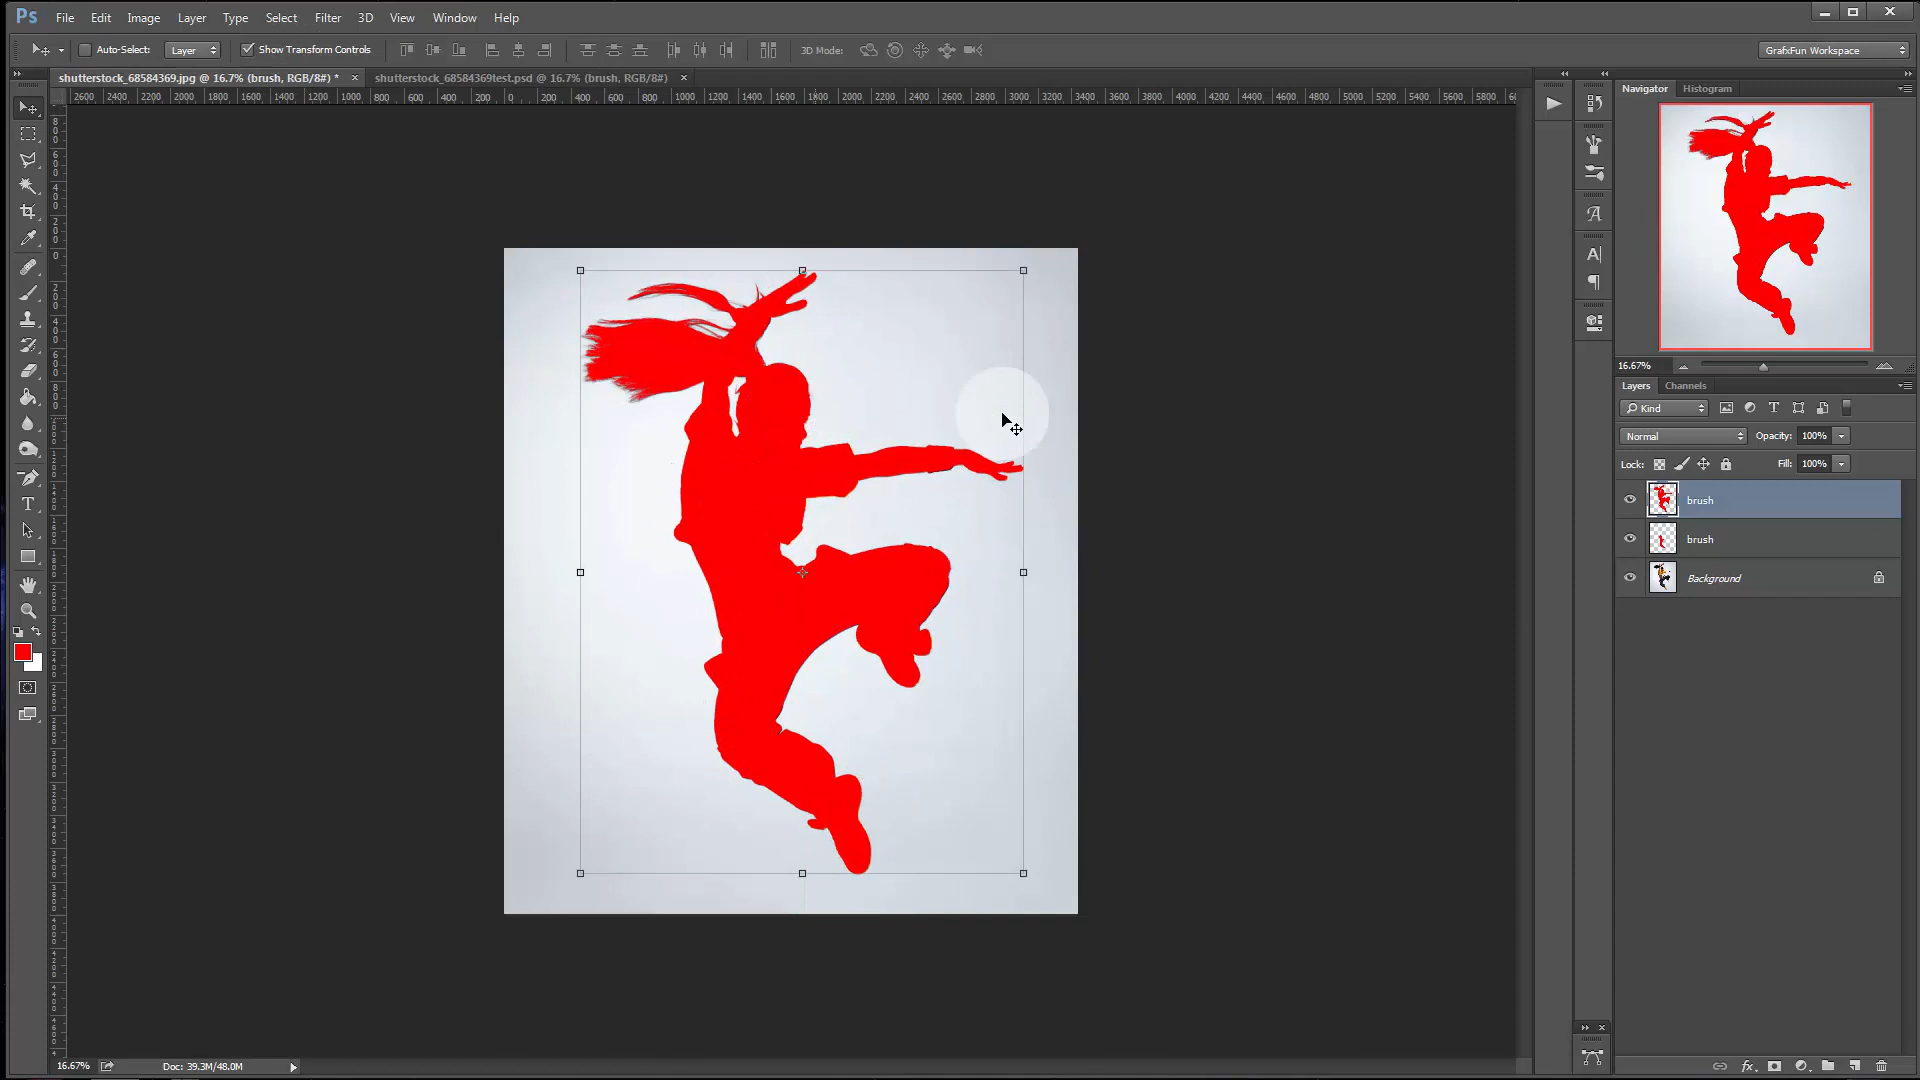 Ps File Edit Image Layer Type Select Filter 3D View Window Help
Auto-Select: Layer Show Transform Controls 3D Mode: GrafxFun Workspace
shutterstock_68584369.jpg @ 16.7% (brush, RGB/8#) * × shutterstock_68584369test.psd @ 16.7% (brush, RGB/8#) ×
2600 2400 2200 2000 1800 1600 1400 1200 1000 800 600 400 200 0 200 400 600 800 1000 1200 1400 1600 1800 2000 2200 2400 2600 2800 3000 3200 3400 3600 3800 4000 4200 4400 4600 4800 5000 5200 5400 5600 5800
Navigator Histogram
16.67%
Layers Channels
Kind
Normal Opacity: 100%
Lock: Fill: 100%
brush
brush
Background
16.67% Doc: 39.3M/48.0M